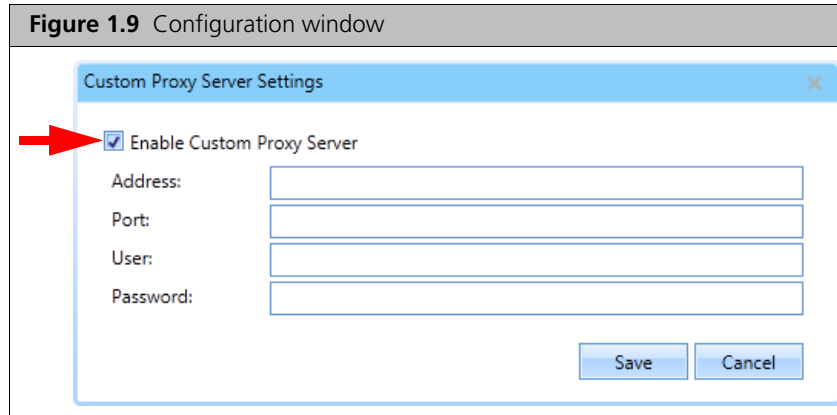 Figure 1.9 Configuration window
Custom Proxy Server Settings
Enable Custom Proxy Server
Address:
Port:
User:
Password:
Save Cancel